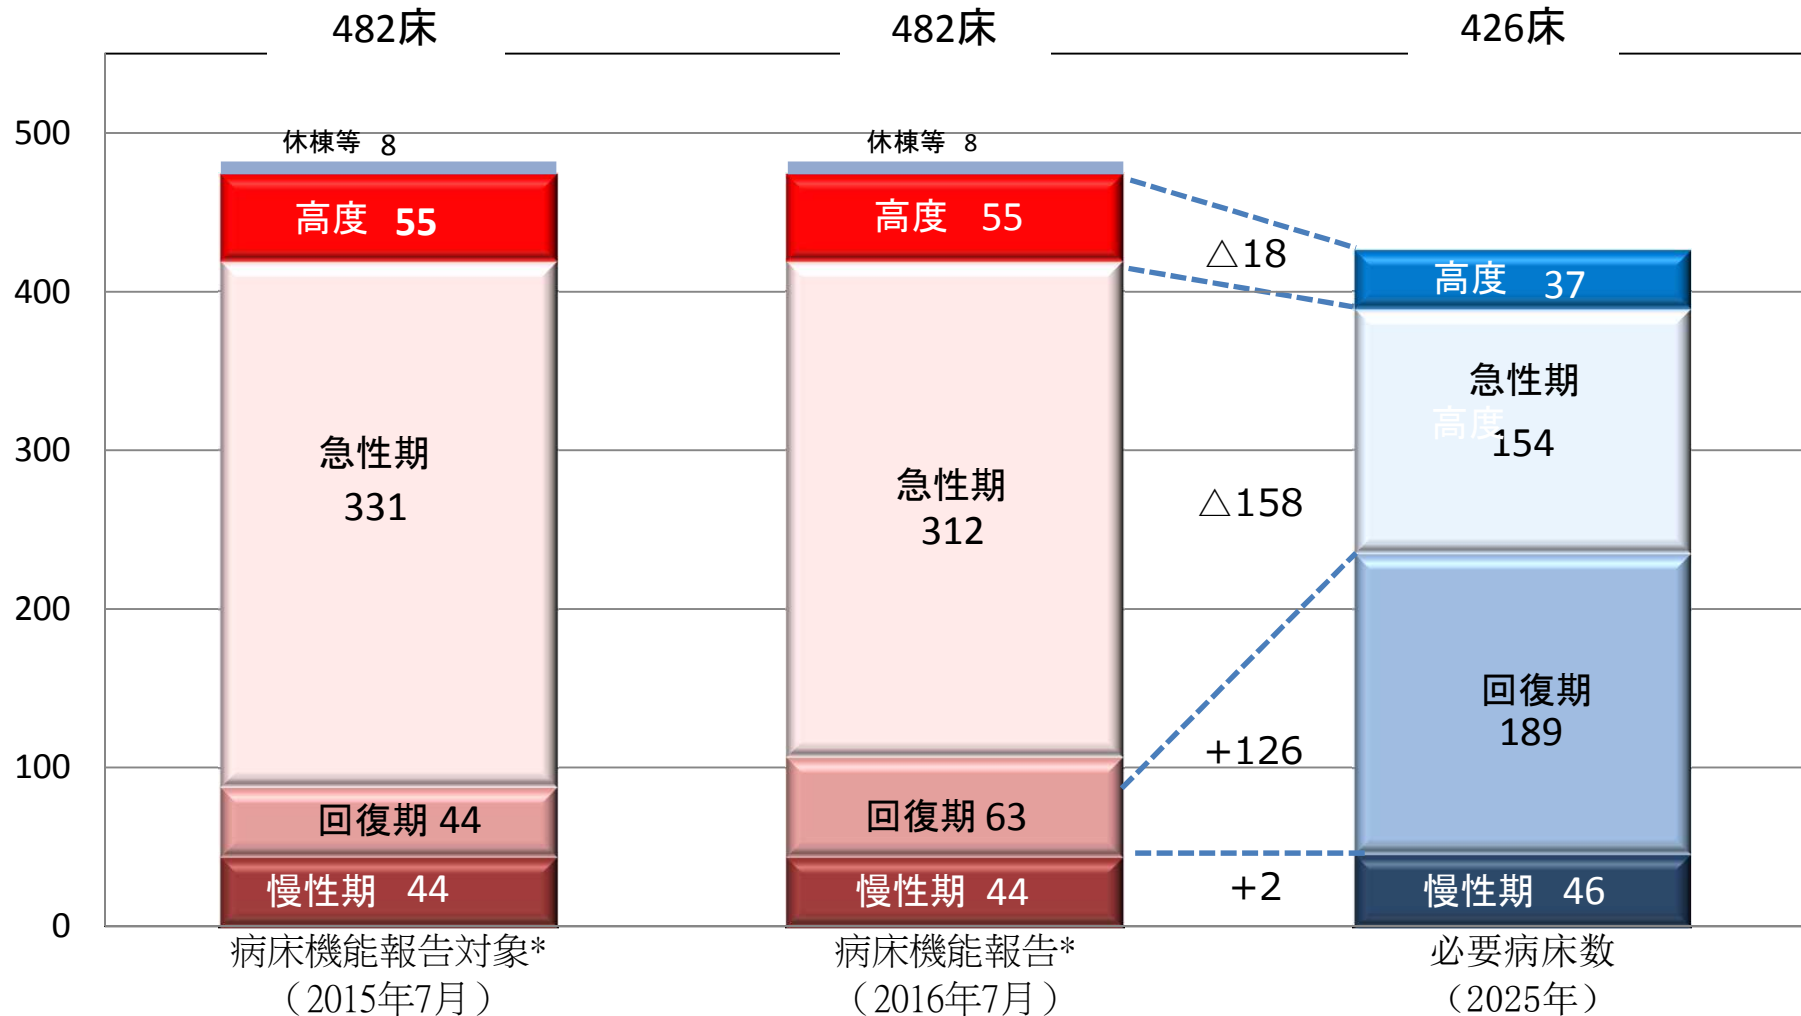 482床
482床
426床
500
400
300
200
100
0
休棟等 8
高度 55
急性期
331
回復期 44
慢性期 44
休棟等 8
高度 55
急性期
312
回復期 63
慢性期 44
△18
△158
+126
+2
高度 37
急性期
高度
154
回復期
189
慢性期 46
病床機能報告対象*
（2015年7月）
病床機能報告*
（2016年7月）
必要病床数
（2025年）